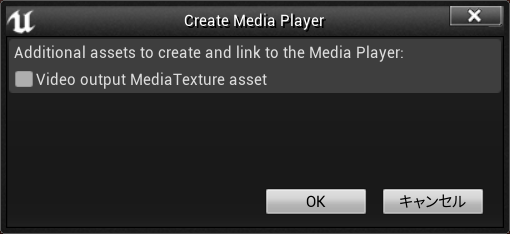 Create Media Player
Additional assets to create and link to the Media Player:
Video output MediaTexture asset
OK
キャンセル